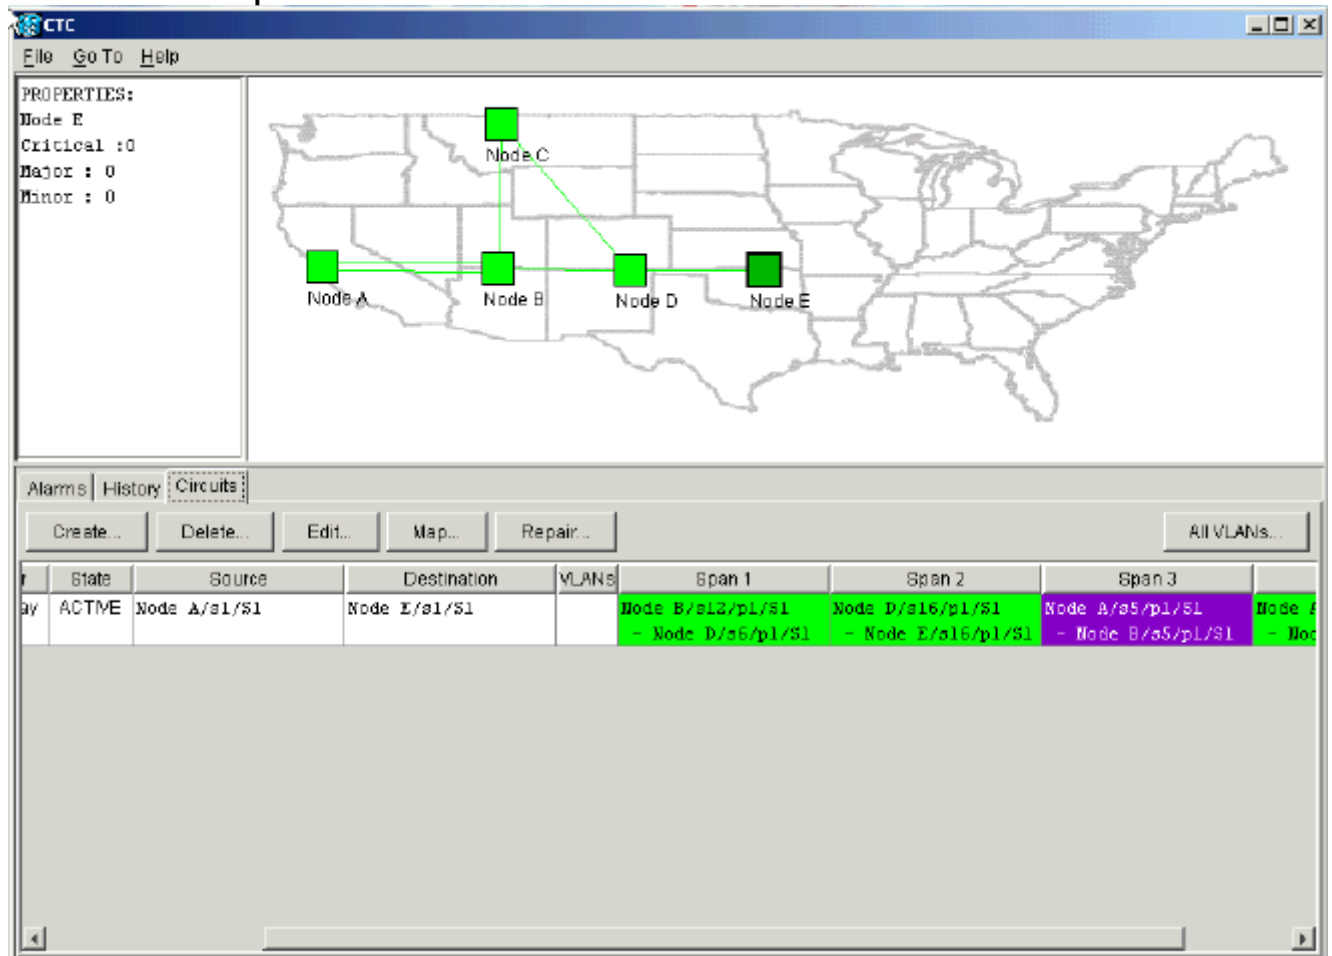 CTC
File Go To Help
PROPERTIES:
Node E
Critical :0
Major : 0
Minor : 0
Node C
Node A
Node B
Node D
Node E
Alarms History Circuits
Create... Delete... Edit... Map... Repair... All VLANs...
r State Source Destination VLANs Span 1 Span 2 Span 3
ay ACTIVE Node A/s1/S1 Node E/s1/S1 Node B/s12/p1/S1 Node D/s16/p1/S1 Node A/s5/p1/S1 Node
- Node D/s6/p1/S1 - Node E/s16/p1/S1 - Node B/s5/p1/S1 - Noc